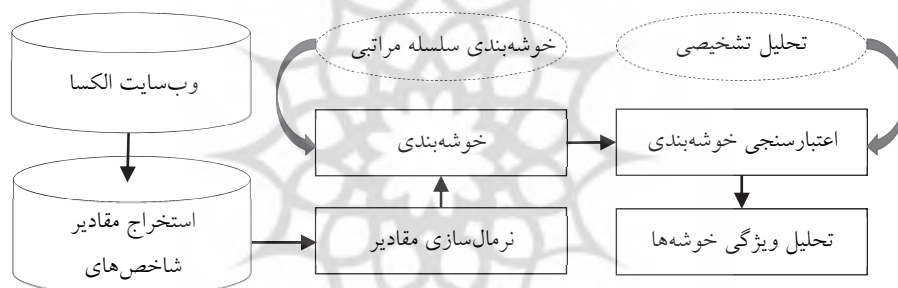 وب‌سایت الکسا
خوشه‌بندی سلسله مراتبی
تحلیل تشخیصی
خوشه‌بندی
اعتبارسنجی خوشه‌بندی
استخراج مقادیر
شاخص‌های
نرمال‌سازی مقادیر
تحلیل ویژگی خوشه‌ها